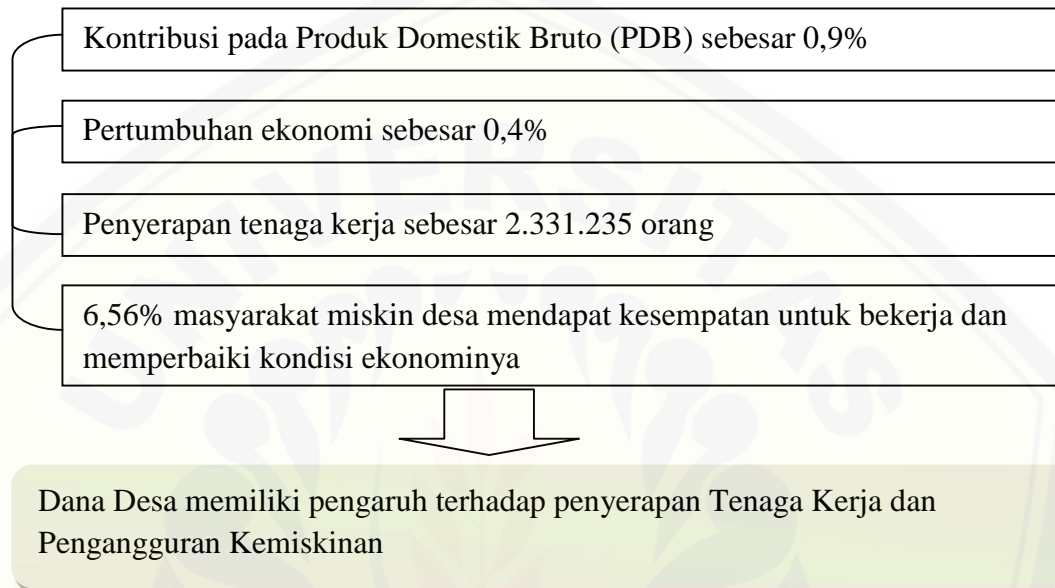 Kontribusi pada Produk Domestik Bruto (PDB) sebesar 0,9%
Pertumbuhan ekonomi sebesar 0,4%
Penyerapan tenaga kerja sebesar 2.331.235 orang
6,56% masyarakat miskin desa mendapat kesempatan untuk bekerja dan
memperbaiki kondisi ekonominya
Dana Desa memiliki pengaruh terhadap penyerapan Tenaga Kerja dan
Pengangguran Kemiskinan
UNIVERSITAS